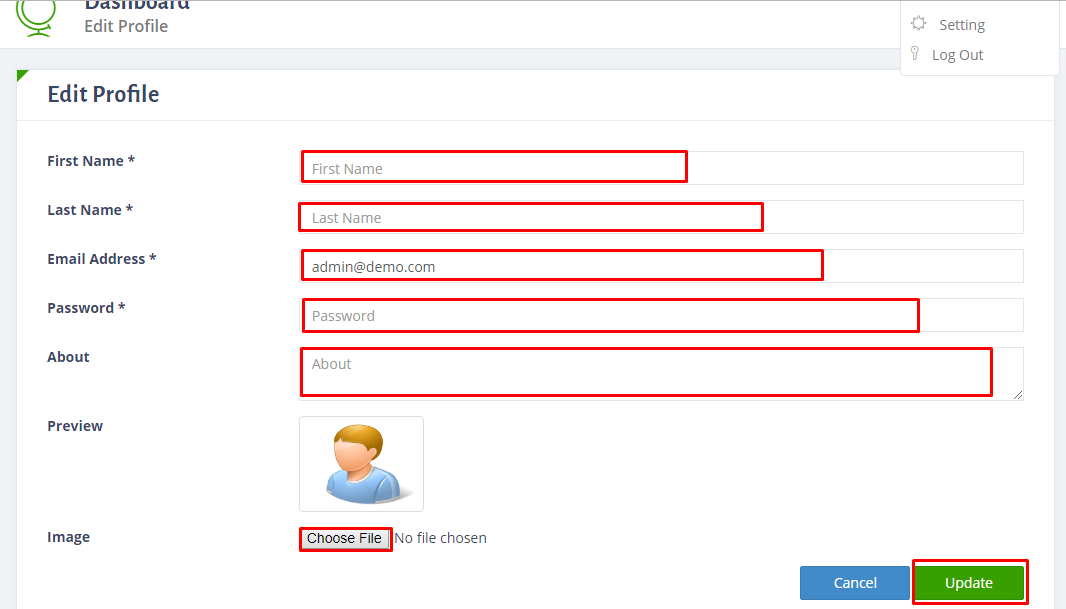 Dashboard
Edit Profile
Setting
Log Out
Edit Profile
First Name *
First Name
Last Name *
Last Name
Email Address *
admin@demo.com
Password *
Password
About
About
Preview
Image
Choose File No file chosen
Cancel
Update